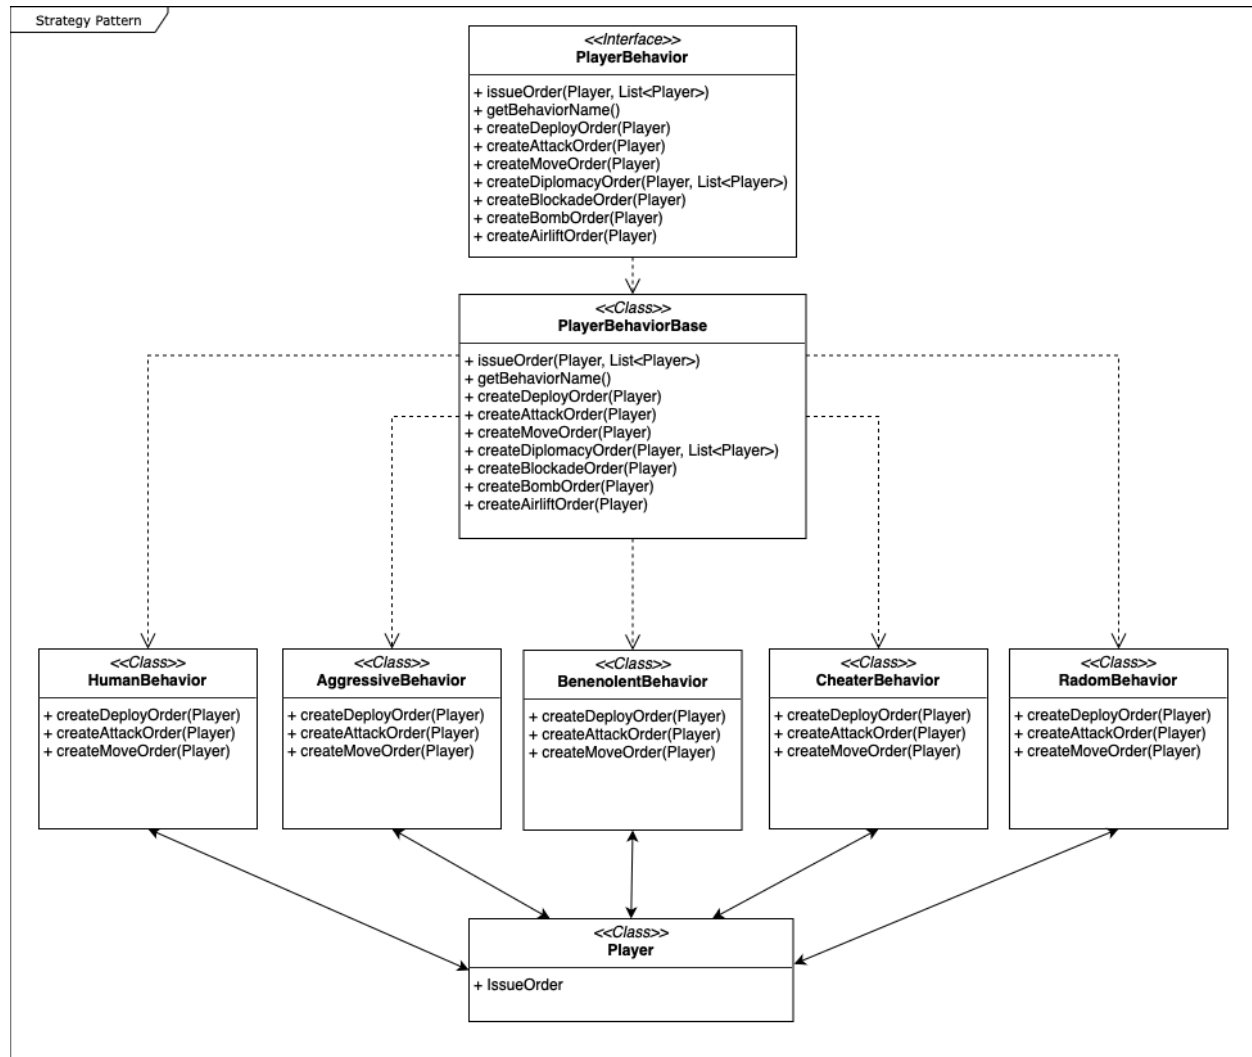 Strategy Pattern
<<Interface>>
PlayerBehavior
+ issueOrder(Player, List<Player>)
+ getBehaviorName()
+ createDeployOrder(Player)
+ createAttackOrder(Player)
+ createMoveOrder(Player)
+ createDiplomacyOrder(Player, List<Player>)
+ createBlockadeOrder(Player)
+ createBombOrder(Player)
+ createAirliftOrder(Player)
<<Class>>
PlayerBehaviorBase
+ issueOrder(Player, List<Player>)
+ getBehaviorName()
+ createDeployOrder(Player)
+ createAttackOrder(Player)
+ createMoveOrder(Player)
+ createDiplomacyOrder(Player, List<Player>)
+ createBlockadeOrder(Player)
+ createBombOrder(Player)
+ createAirliftOrder(Player)
<<Class>>
HumanBehavior
+ createDeployOrder(Player)
+ createAttackOrder(Player)
+ createMoveOrder(Player)
<<Class>>
AggressiveBehavior
+ createDeployOrder(Player)
+ createAttackOrder(Player)
+ createMoveOrder(Player)
<<Class>>
BenenolentBehavior
+ createDeployOrder(Player)
+ createAttackOrder(Player)
+ createMoveOrder(Player)
<<Class>>
CheaterBehavior
+ createDeployOrder(Player)
+ createAttackOrder(Player)
+ createMoveOrder(Player)
<<Class>>
RadomBehavior
+ createDeployOrder(Player)
+ createAttackOrder(Player)
+ createMoveOrder(Player)
<<Class>>
Player
+ IssueOrder